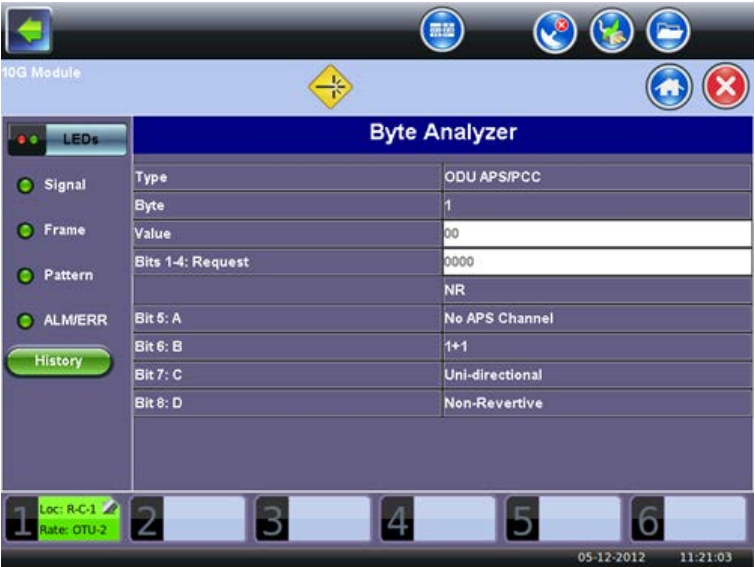 10G Module
LEDs
Byte Analyzer
Signal
Frame
Pattern
ALM/ERR
History
Type ODU APS/PCC
Byte 1
Value 00
Bits 1-4: Request 0000
NR
Bit 5: A No APS Channel
Bit 6: B 1+1
Bit 7: C Uni-directional
Bit 8: D Non-Revertive
1 Loc: R-C-1
Rate: OTU-2
2
3
4
5
6
05-12-2012 11:21:03